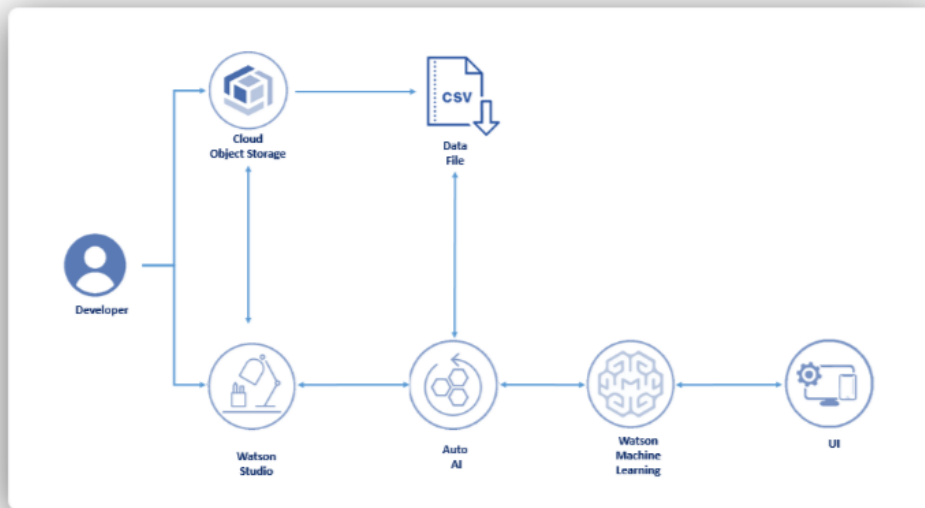 Cloud
Object Storage
CSV
Data
File
Developer
Watson
Studio
Auto
AI
M
Watson
Machine
Learning
UI